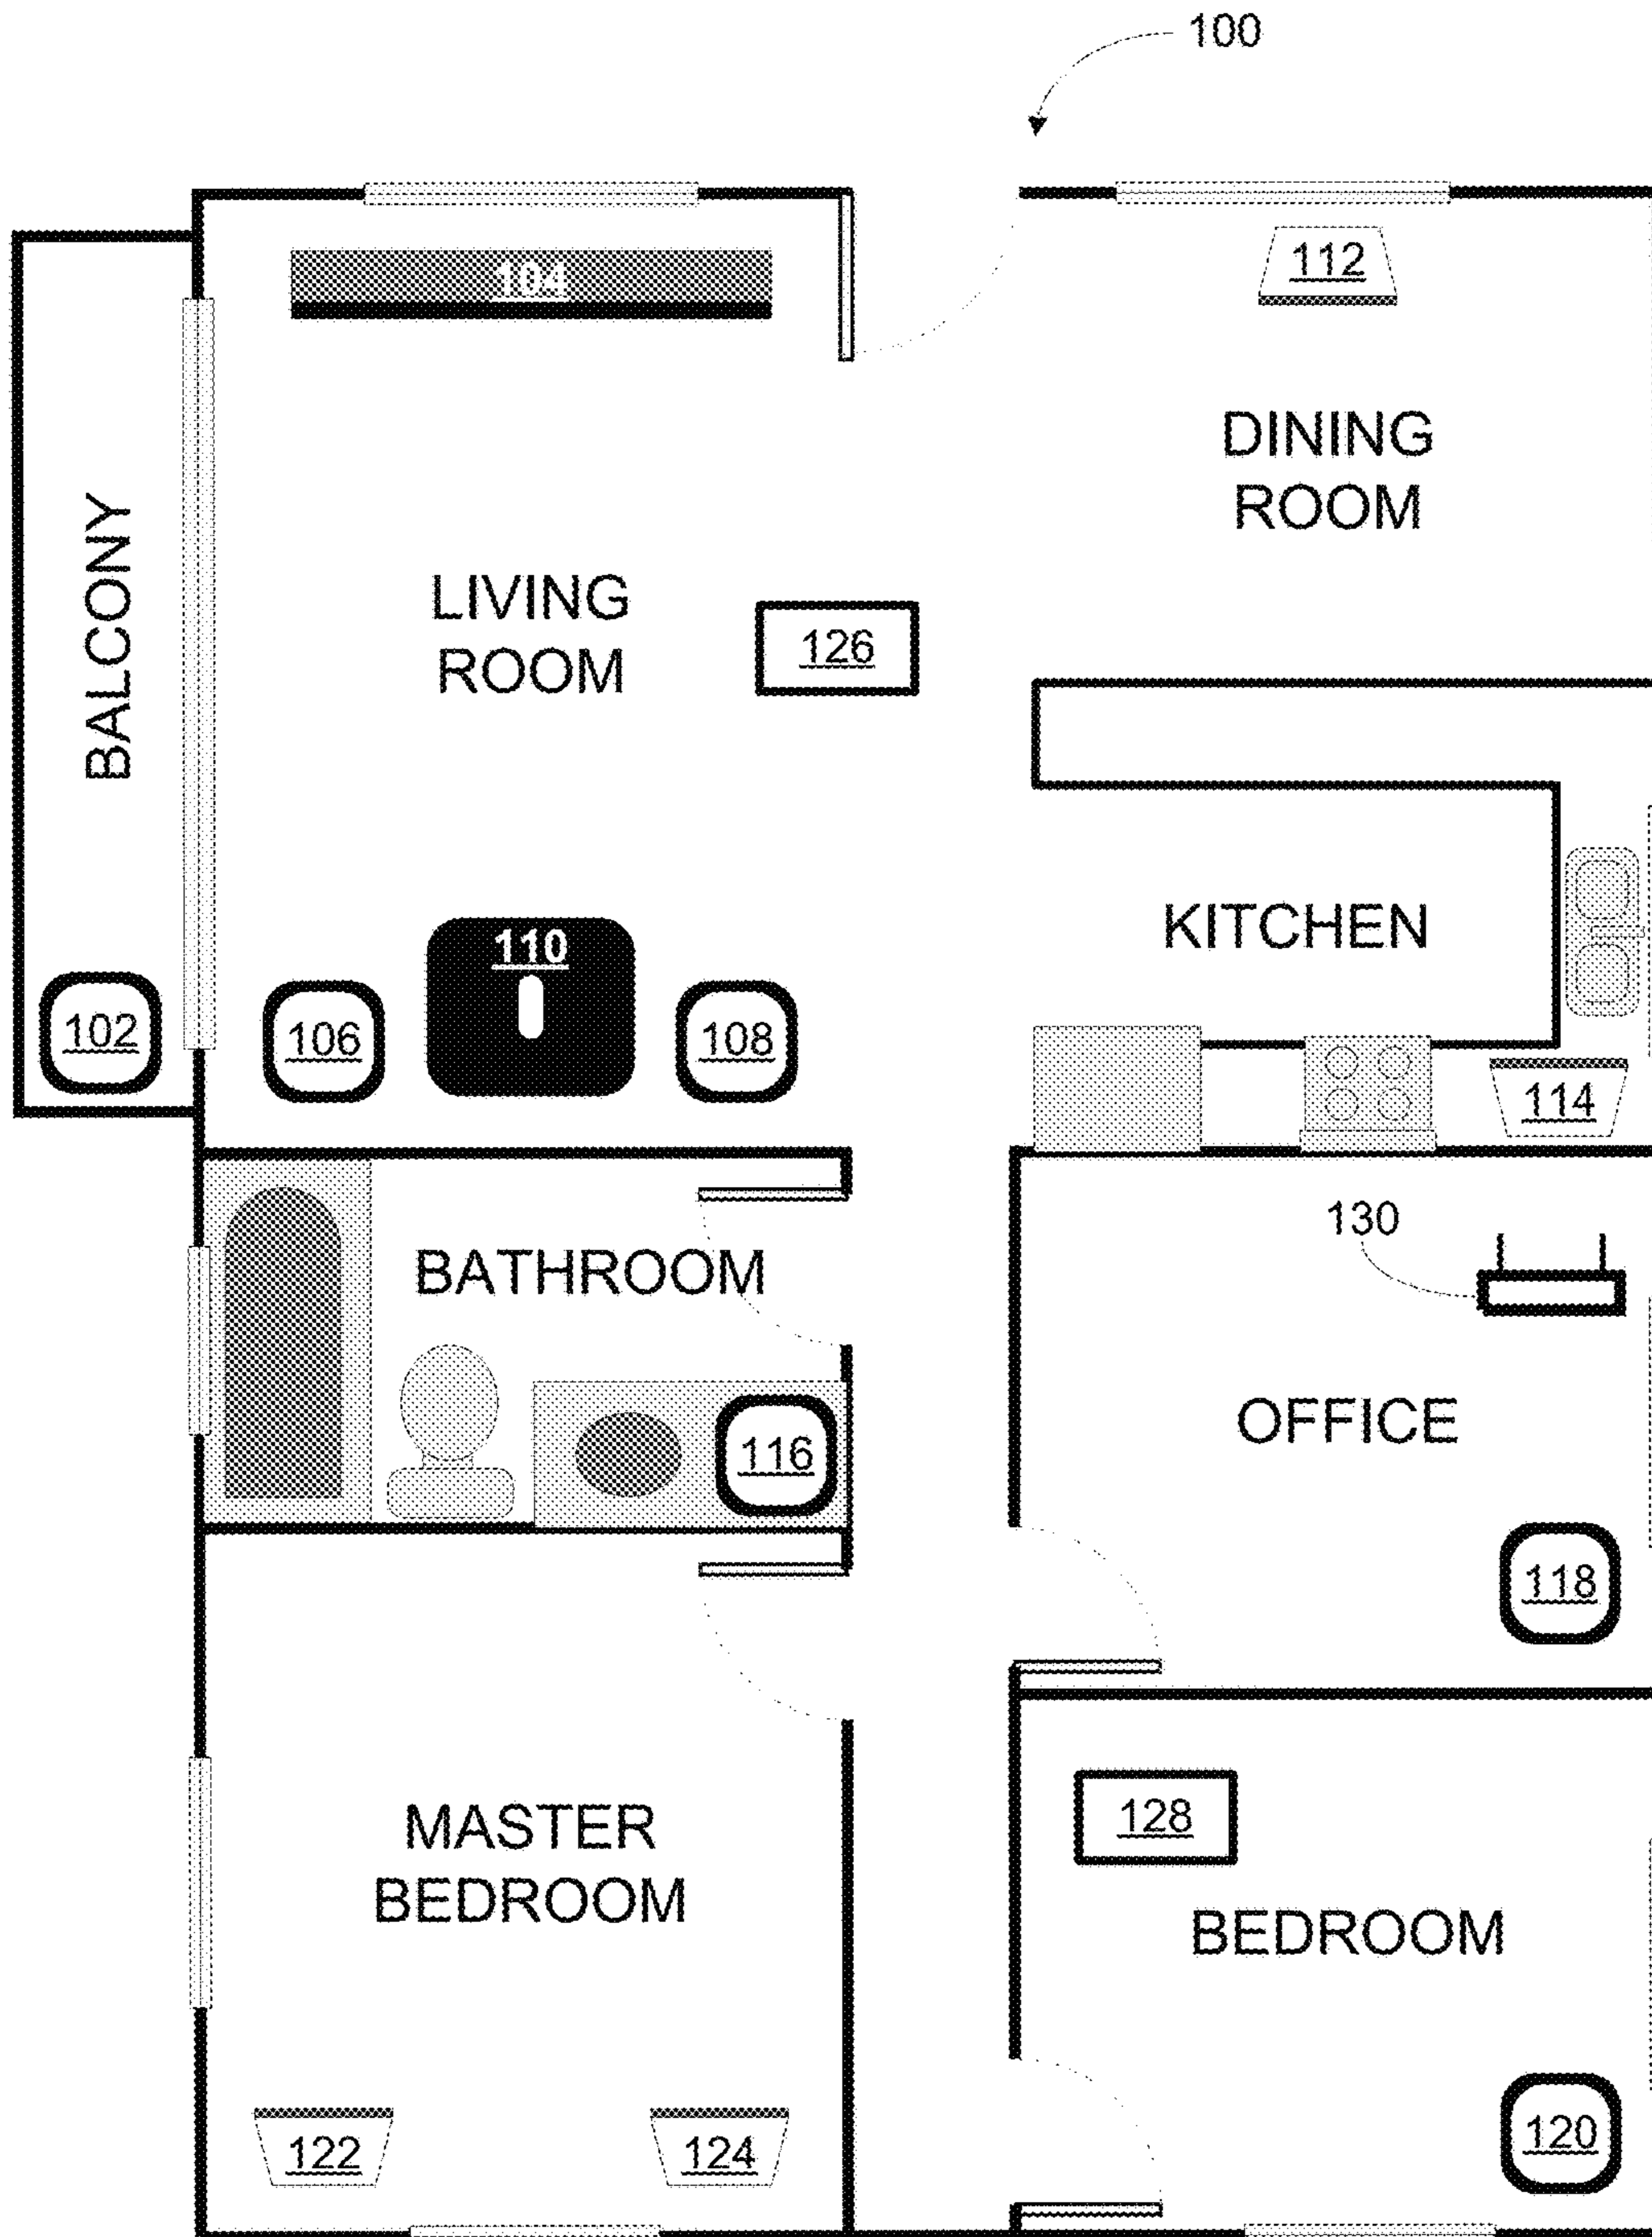 100
104
112
DINING
ROOM
BALCONY
LIVING
ROOM
126
110
KITCHEN
102
106
108
114
130
BATHROOM
OFFICE
116
118
128
MASTER
BEDROOM
BEDROOM
122
124
120